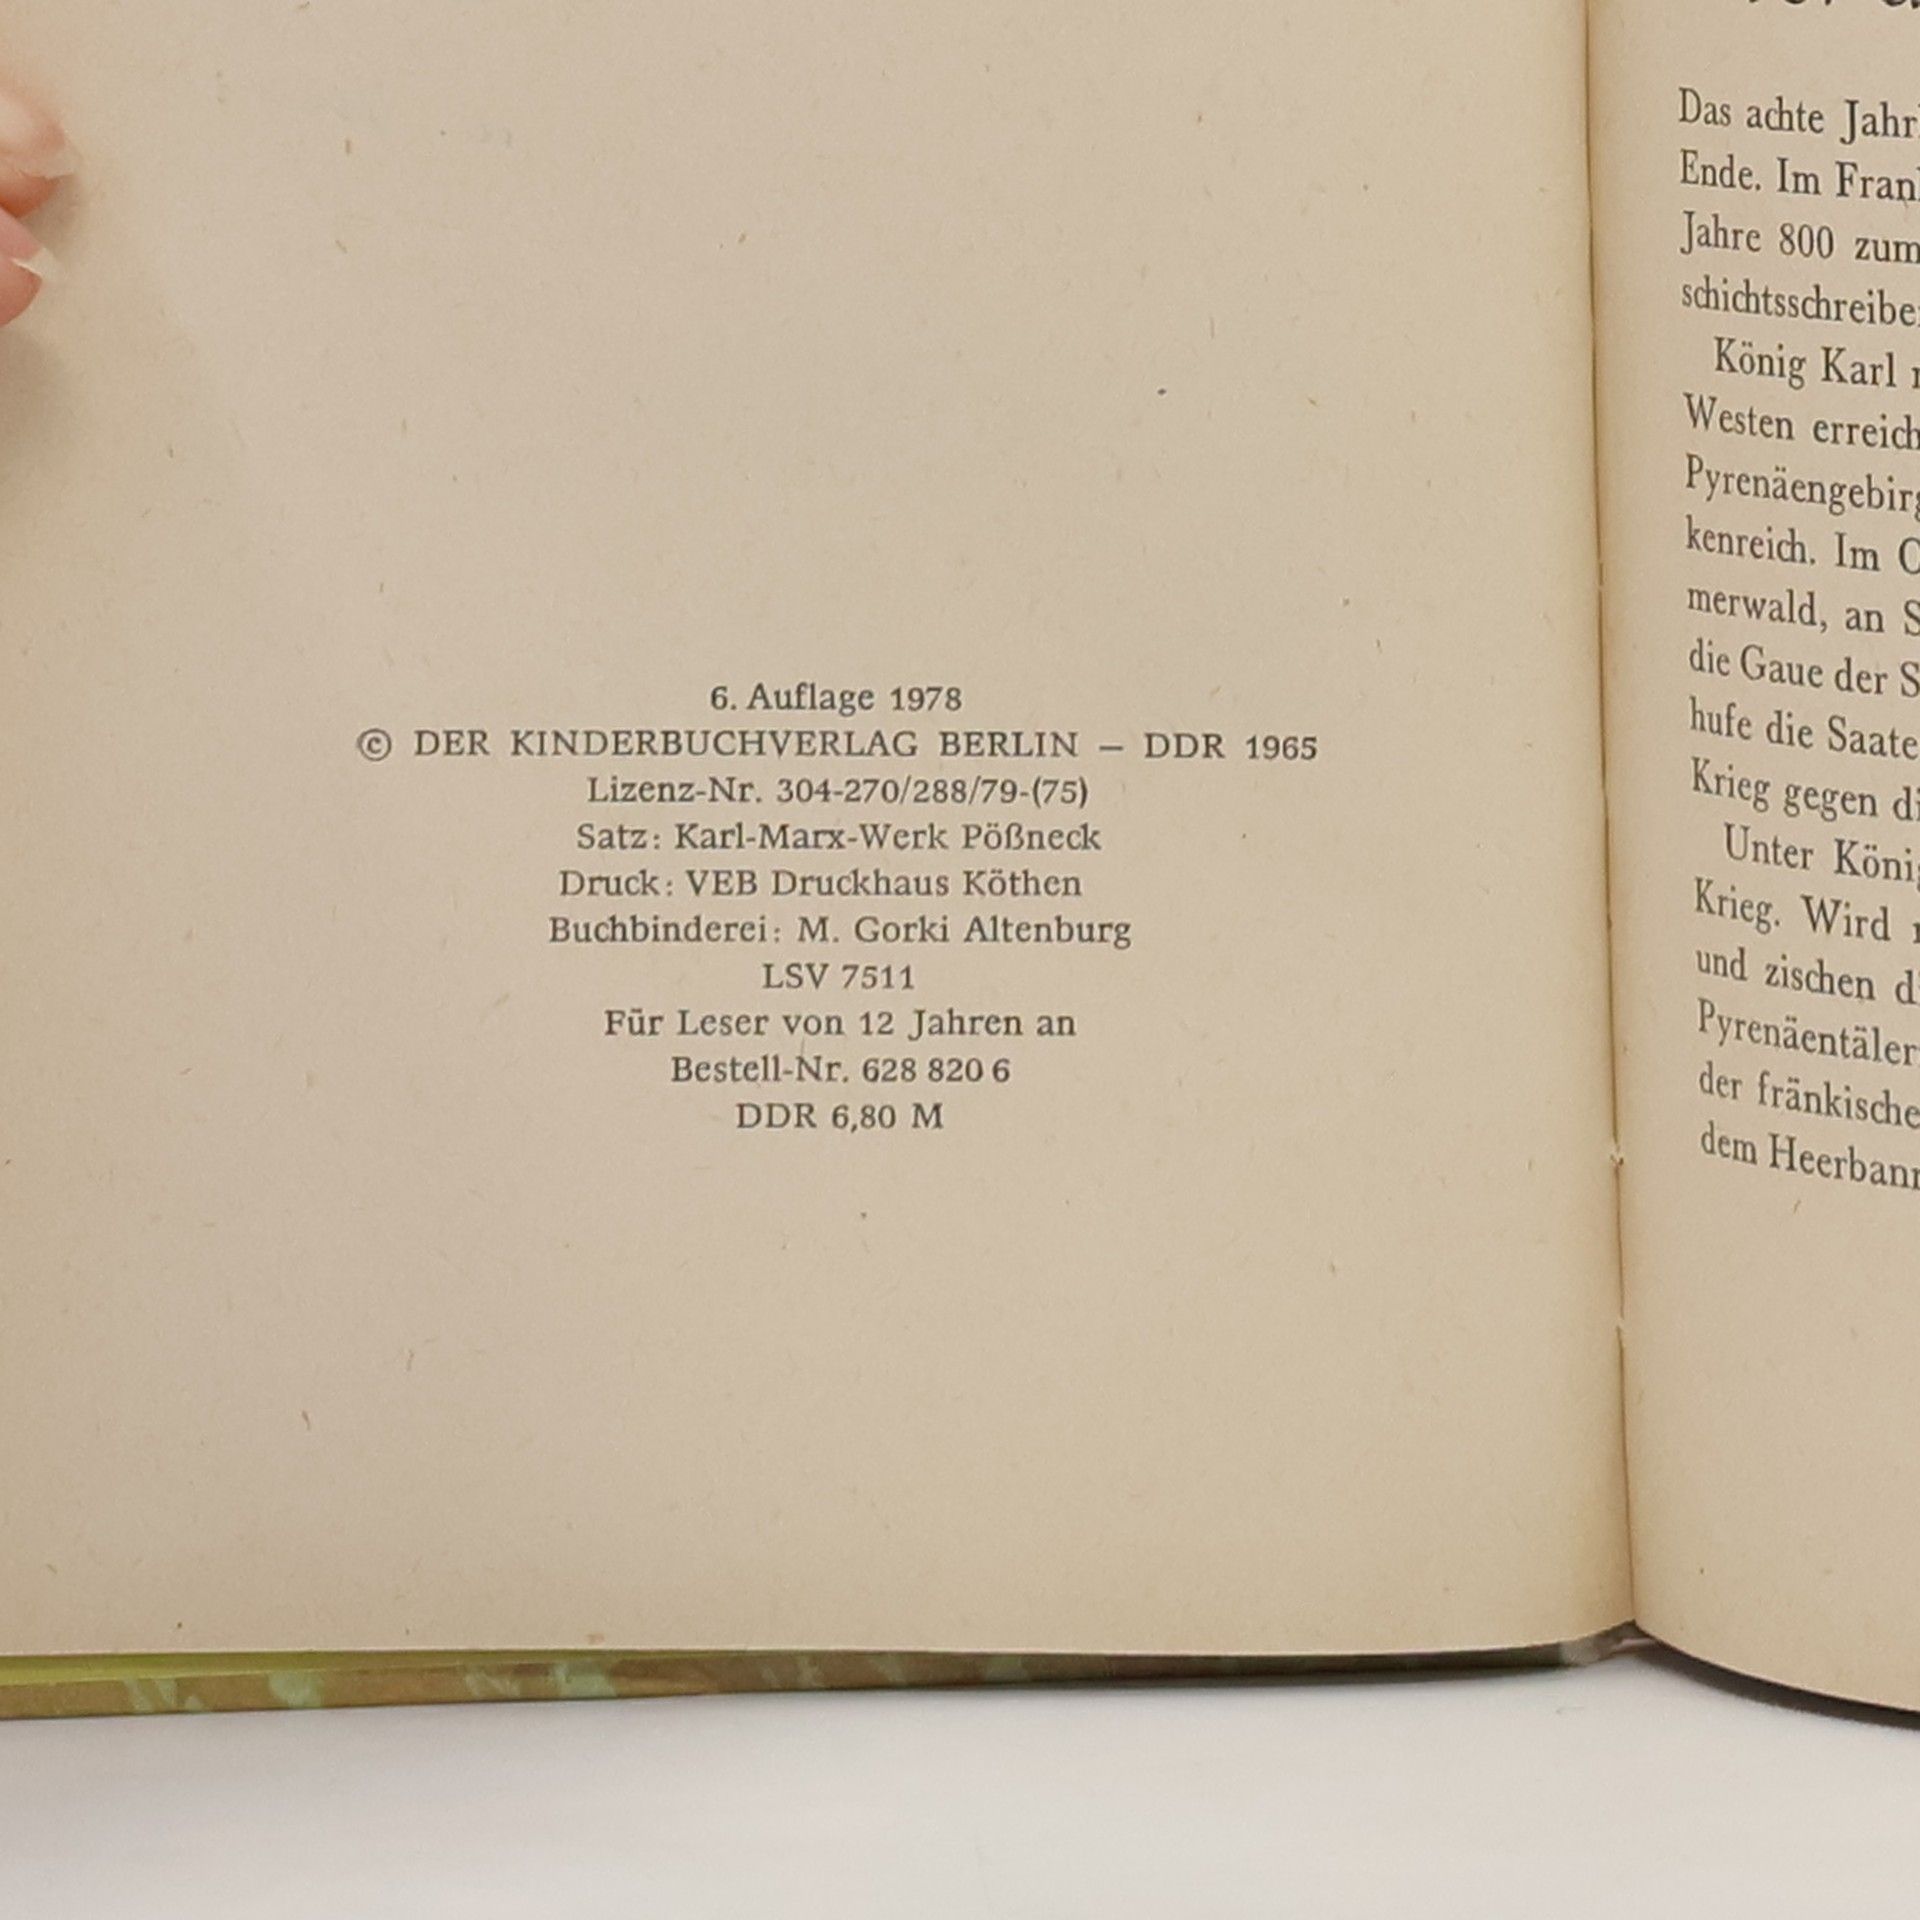 6. Auflage 1978
© DER KINDERBUCHVERLAG BERLIN – DDR 1965
Lizenz-Nr. 304-270/288/79-(75)
Satz: Karl-Marx-Werk Pößneck
Druck: VEB Druckhaus Köthen
Buchbinderei: M. Gorki Altenburg
LSV 7511
Für Leser von 12 Jahren an
Bestell-Nr. 628 820 6
DDR 6,80 M
Das achte Jahr
Ende. Im Fran
Jahre 800 zum
schichtsschreibe
König Karl
Westen erreich
Pyrenäengebirg
kenreich. Im
merwald, an S
die Gaue der S
hufe die Saate
Krieg gegen di
Unter Köni
Krieg. Wird
und zischen d
Pyrenäentäler
der fränkische
dem Heerbann